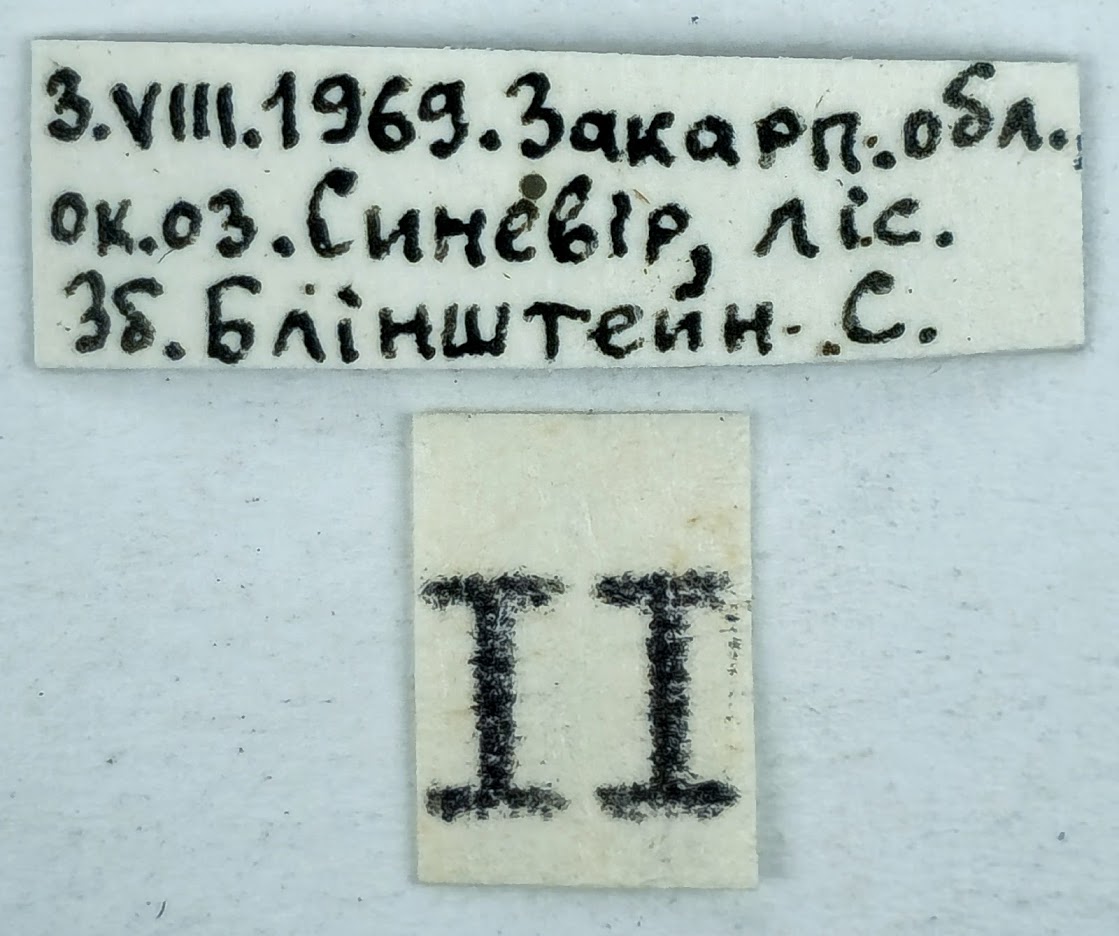 3.VIII.1969. Закарп. обл.,
ок. оз. Синевір, ліс.
Зб. Блінштейн С.
II